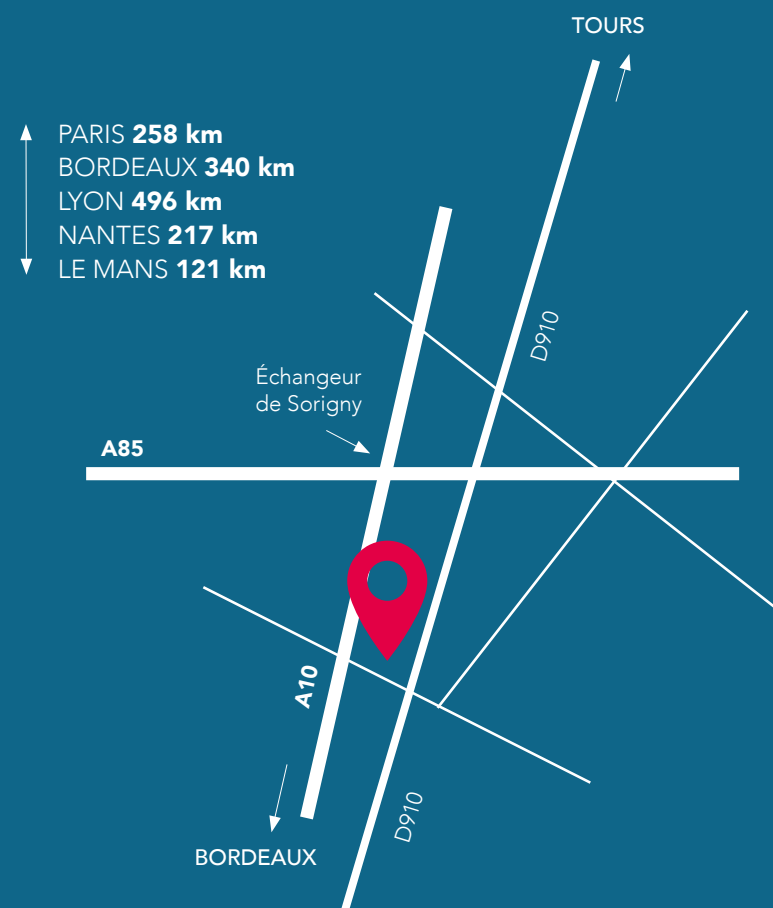 TOURS
PARIS 258 km
BORDEAUX 340 km
LYON 496 km
NANTES 217 km
LE MANS 121 km
D910
Échangeur
de Sorigny
A85
A10
D910
BORDEAUX